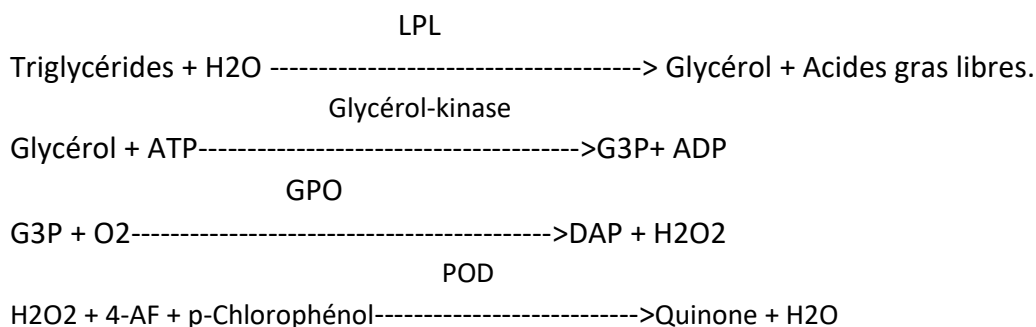 LPL
Triglycérides + H2O --------------------------------------> Glycérol + Acides gras libres.
Glycérol-kinase
Glycérol + ATP--------------------------------------->G3P+ ADP
GPO
G3P + O2------------------------------------------->DAP + H2O2
POD
H2O2 + 4-AF + p-Chlorophénol--------------------------->Quinone + H2O